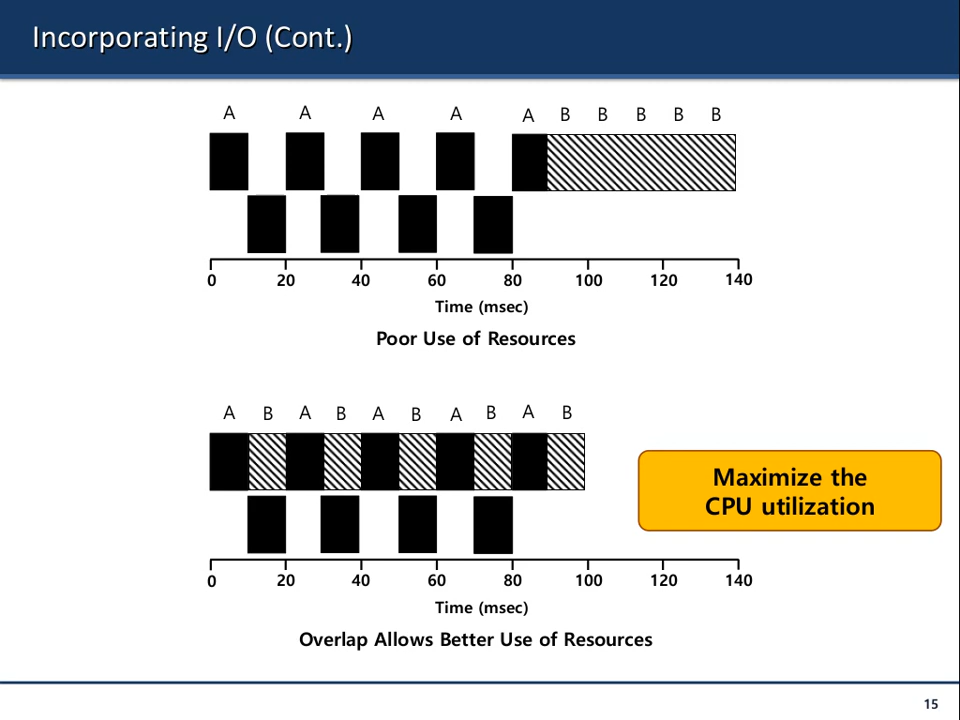 Incorporating I/O (Cont.)
A A A A A B B B B B
0 20 40 60 80 100 120 140
Time (msec)
Poor Use of Resources
A B A B A B A B A B
Maximize the
CPU utilization
0 20 40 60 80 100 120 140
Time (msec)
Overlap Allows Better Use of Resources
15